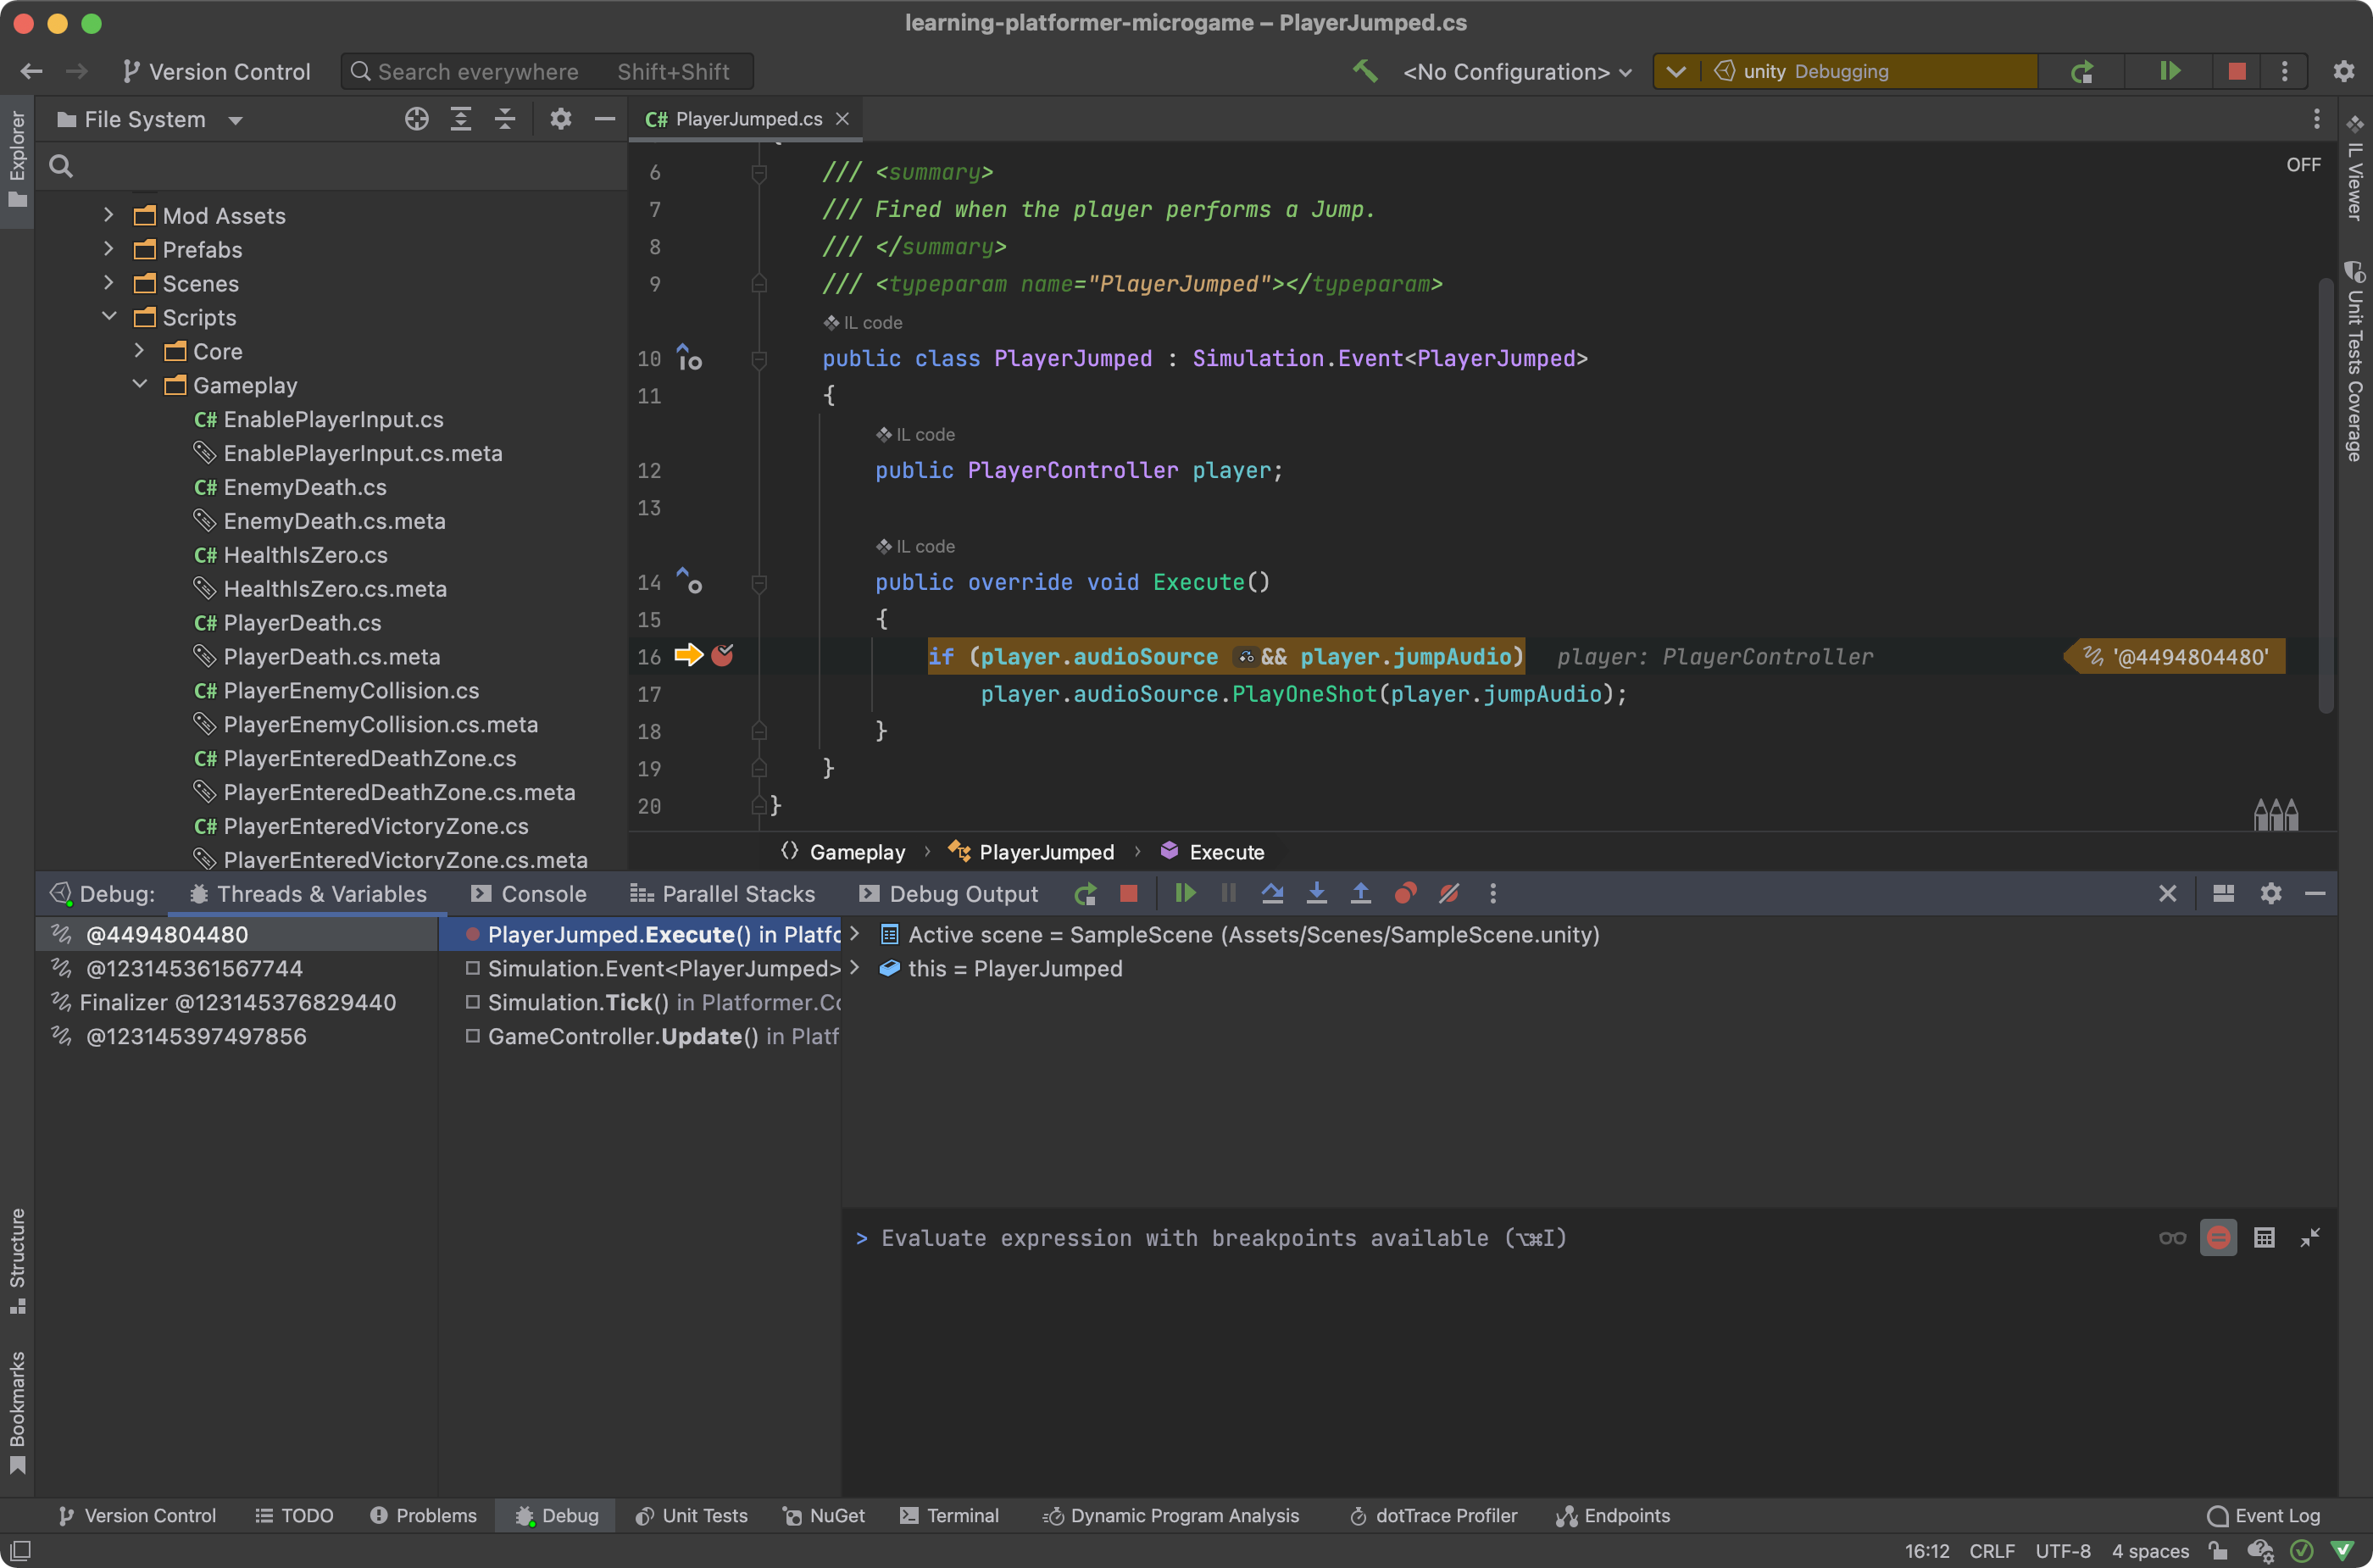 learning-platformer-microgame – PlayerJumped.cs
Version Control
Search everywhere Shift+Shift
<No Configuration>
unity Debugging
Explorer
File System
C# PlayerJumped.cs
OFF
IL Viewer
Unit Tests Coverage
Mod Assets
Prefabs
Scenes
Scripts
Core
Gameplay
C# EnablePlayerInput.cs
EnablePlayerInput.cs.meta
C# EnemyDeath.cs
EnemyDeath.cs.meta
C# HealthIsZero.cs
HealthIsZero.cs.meta
C# PlayerDeath.cs
PlayerDeath.cs.meta
C# PlayerEnemyCollision.cs
PlayerEnemyCollision.cs.meta
C# PlayerEnteredDeathZone.cs
PlayerEnteredDeathZone.cs.meta
C# PlayerEnteredVictoryZone.cs
PlayerEnteredVictoryZone.cs.meta
6 /// <summary>
7 /// Fired when the player performs a Jump.
8 /// </summary>
9 /// <typeparam name="PlayerJumped"></typeparam>
IL code
10 public class PlayerJumped : Simulation.Event<PlayerJumped>
11 {
IL code
12 public PlayerController player;
13
IL code
14 public override void Execute()
15 {
16 if (player.audioSource && player.jumpAudio) player: PlayerController '@4494804480'
17 player.audioSource.PlayOneShot(player.jumpAudio);
18 }
19 }
20 }
Gameplay › PlayerJumped › Execute
Debug: Threads & Variables Console Parallel Stacks Debug Output
@4494804480
@123145361567744
Finalizer @123145376829440
@123145397497856
PlayerJumped.Execute() in Platfo
Simulation.Event<PlayerJumped>
Simulation.Tick() in Platformer.Co
GameController.Update() in Platf
Active scene = SampleScene (Assets/Scenes/SampleScene.unity)
this = PlayerJumped
> Evaluate expression with breakpoints available (⌥⌘I)
Structure
Bookmarks
Version Control TODO Problems Debug Unit Tests NuGet Terminal Dynamic Program Analysis dotTrace Profiler Endpoints Event Log
16:12 CRLF UTF-8 4 spaces